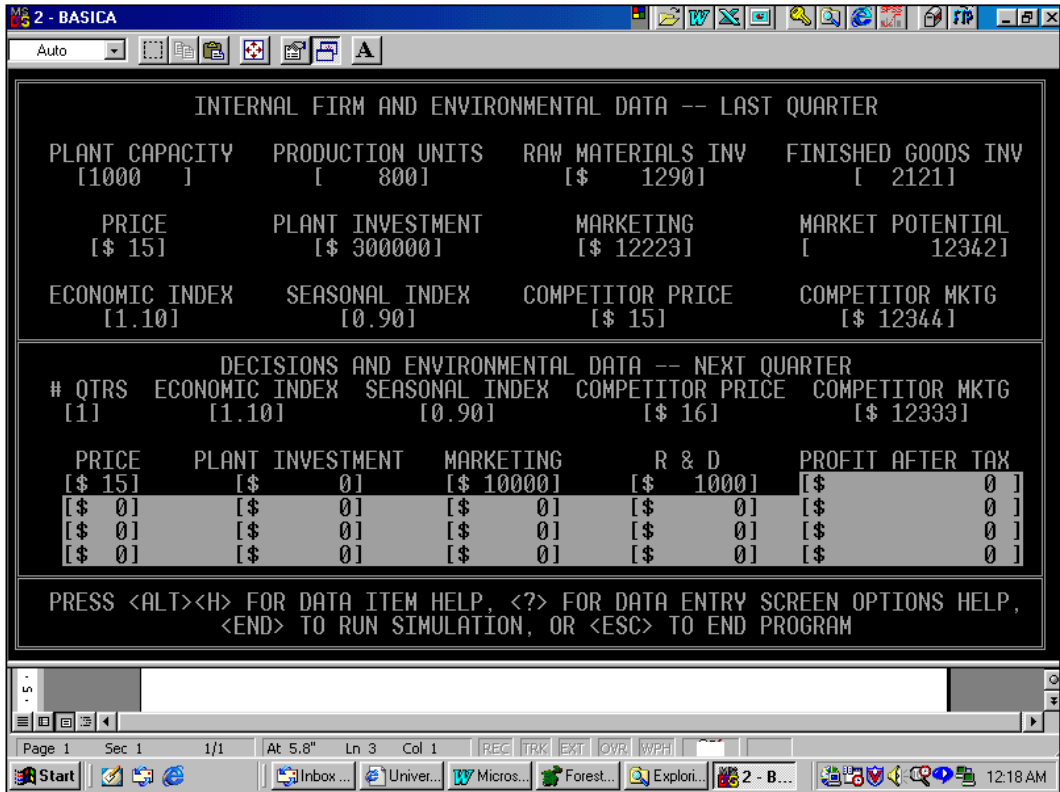 2 - BASICA
Auto
A
INTERNAL FIRM AND ENVIRONMENTAL DATA -- LAST QUARTER
PLANT CAPACITY PRODUCTION UNITS RAW MATERIALS INV FINISHED GOODS INV
[1000 ] [ 800] [$ 1290] [ 2121]
PRICE PLANT INVESTMENT MARKETING MARKET POTENTIAL
[$ 15] [$ 300000] [$ 12223] [ 12342]
ECONOMIC INDEX SEASONAL INDEX COMPETITOR PRICE COMPETITOR MKTG
[1.10] [0.90] [$ 15] [$ 12344]
DECISIONS AND ENVIRONMENTAL DATA -- NEXT QUARTER
# QTRS ECONOMIC INDEX SEASONAL INDEX COMPETITOR PRICE COMPETITOR MKTG
[1] [1.10] [0.90] [$ 16] [$ 12333]
PRICE PLANT INVESTMENT MARKETING R & D PROFIT AFTER TAX
[$ 15] [$ 0] [$ 10000] [$ 1000] [$ 0 ]
[$ 0] [$ 0] [$ 0] [$ 0] [$ 0 ]
[$ 0] [$ 0] [$ 0] [$ 0] [$ 0 ]
[$ 0] [$ 0] [$ 0] [$ 0] [$ 0 ]
PRESS <ALT><H> FOR DATA ITEM HELP, <?> FOR DATA ENTRY SCREEN OPTIONS HELP,
<END> TO RUN SIMULATION, OR <ESC> TO END PROGRAM
5
Page 1 Sec 1 1/1 At 5.8" Ln 3 Col 1 REC TRK EXT OVR WPH
Start Inbox ... Univer... Micros... Forest... Explori... 2 - B... 12:18 AM